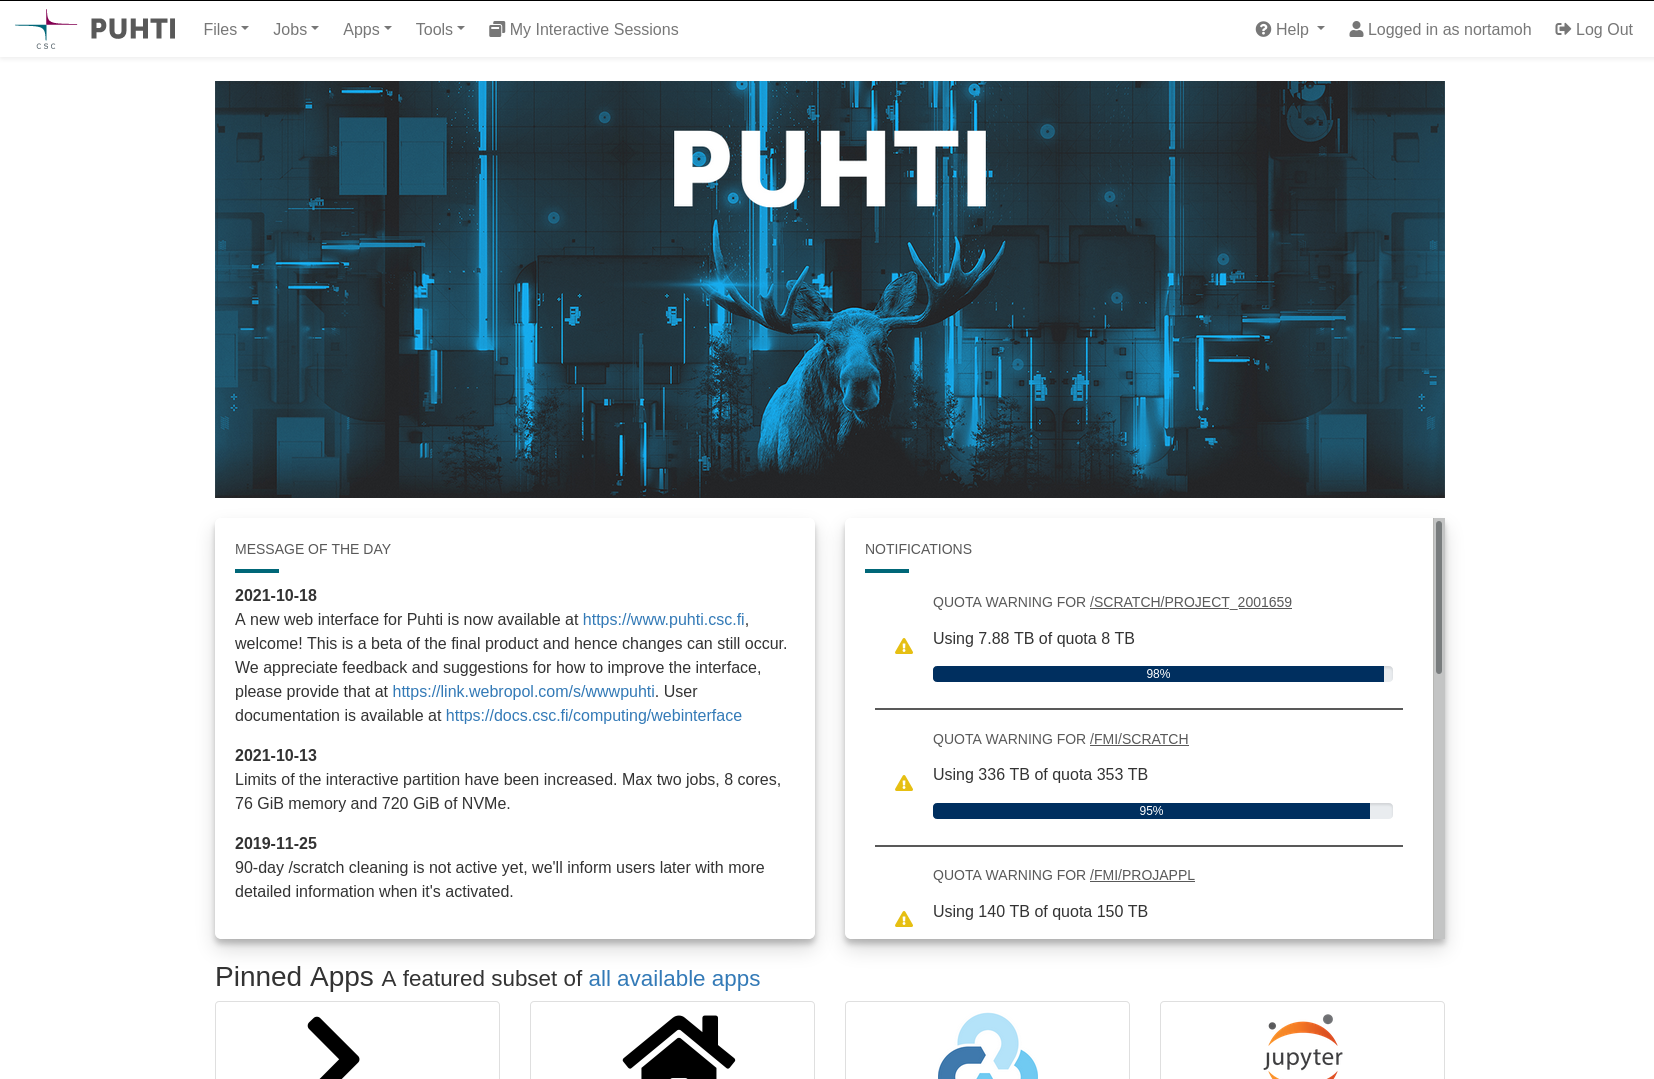 CSC PUHTI Files Jobs Apps Tools My Interactive Sessions Help Logged in as nortamoh Log Out
PUHTI
MESSAGE OF THE DAY
2021-10-18
A new web interface for Puhti is now available at https://www.puhti.csc.fi,
welcome! This is a beta of the final product and hence changes can still occur.
We appreciate feedback and suggestions for how to improve the interface,
please provide that at https://link.webropol.com/s/wwwpuhti. User
documentation is available at https://docs.csc.fi/computing/webinterface
2021-10-13
Limits of the interactive partition have been increased. Max two jobs, 8 cores,
76 GiB memory and 720 GiB of NVMe.
2019-11-25
90-day /scratch cleaning is not active yet, we'll inform users later with more
detailed information when it's activated.
NOTIFICATIONS
QUOTA WARNING FOR /SCRATCH/PROJECT_2001659
Using 7.88 TB of quota 8 TB
98%
QUOTA WARNING FOR /FMI/SCRATCH
Using 336 TB of quota 353 TB
95%
QUOTA WARNING FOR /FMI/PROJAPPL
Using 140 TB of quota 150 TB
Pinned Apps A featured subset of all available apps
jupyter